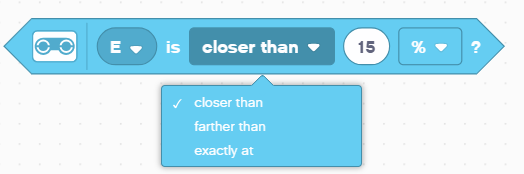 E is closer than 15 % ?
✓ closer than
farther than
exactly at